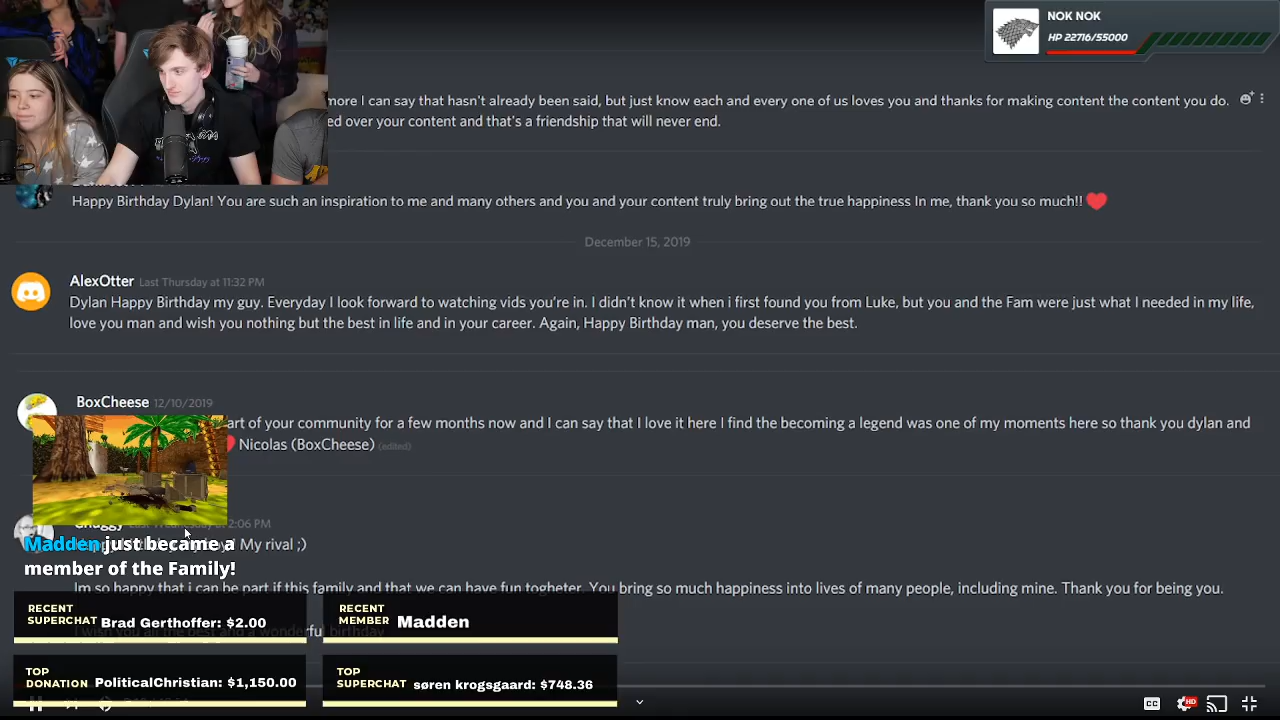 NOK NOK
HP 22716/55000
more I can say that hasn't already been said, but just know each and every one of us loves you and thanks for making content the content you do.
ed over your content and that's a friendship that will never end.
Happy Birthday Dylan! You are such an inspiration to me and many others and you and your content truly bring out the true happiness In me, thank you so much!!
December 15, 2019
AlexOtter Last Thursday at 11:32 PM
Dylan Happy Birthday my guy. Everyday I look forward to watching vids you're in. I didn't know it when i first found you from Luke, but you and the Fam were just what I needed in my life,
love you man and wish you nothing but the best in life and in your career. Again, Happy Birthday man, you deserve the best.
BoxCheese 12/10/2019
art of your community for a few months now and I can say that I love it here I find the becoming a legend was one of my moments here so thank you dylan and
Nicolas (BoxCheese) (edited)
2:06 PM
Madden just became a
My rival ;)
member of the Family!
Im so happy that i can be part if this family and that we can have fun togheter. You bring so much happiness into lives of many people, including mine. Thank you for being you.
RECENT SUPERCHAT Brad Gerthoffer: $2.00
RECENT MEMBER Madden
I wish you all the best and a wonderful birthday
TOP DONATION PoliticalChristian: $1,150.00
TOP SUPERCHAT søren krogsgaard: $748.36
CC
HD